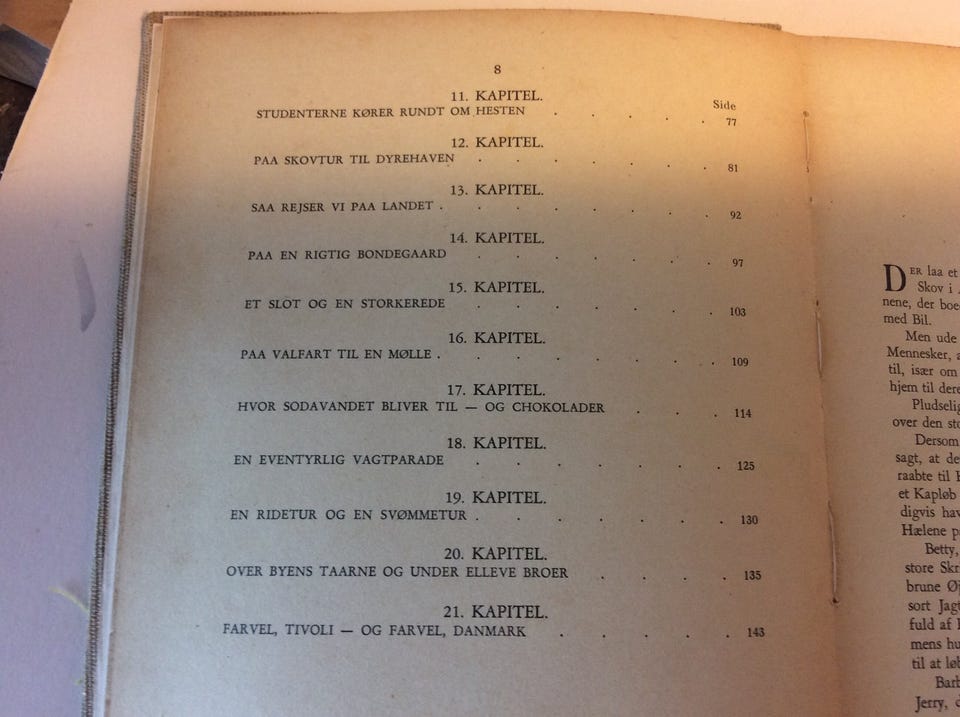 8
Side
11. KAPITEL.
STUDENTERNE KØRER RUNDT OM HESTEN . . . . . 77
12. KAPITEL.
PAA SKOVTUR TIL DYREHAVEN . . . . . . . 81
13. KAPITEL.
SAA REJSER VI PAA LANDET . . . . . . . 92
14. KAPITEL.
PAA EN RIGTIG BONDEGAARD . . . . . . . 97
15. KAPITEL.
ET SLOT OG EN STORKEREDE . . . . . . . 103
16. KAPITEL.
PAA VALFART TIL EN MØLLE . . . . . . . 109
17. KAPITEL.
HVOR SODAVANDET BLIVER TIL — OG CHOKOLADER . . . . 114
18. KAPITEL.
EN EVENTYRLIG VAGTPARADE . . . . . . . 125
19. KAPITEL.
EN RIDETUR OG EN SVØMMETUR . . . . . . . 130
20. KAPITEL.
OVER BYENS TAARNE OG UNDER ELLEVE BROER . . . . 135
21. KAPITEL.
FARVEL, TIVOLI — OG FARVEL, DANMARK . . . . . 143
DER laa et
Skov i
nene, der boe
med Bil.
Men ude
Mennesker,
til, især om
hjem til dere
Pludselig
over den sto
Dersom
sagt, at de
raabte til
et Kapløb
digvis hav
Hælene p
Betty,
store Skr
brune Øj
sort Jagt
fuld af
mens hu
til at løb
Barb
Jerry, d